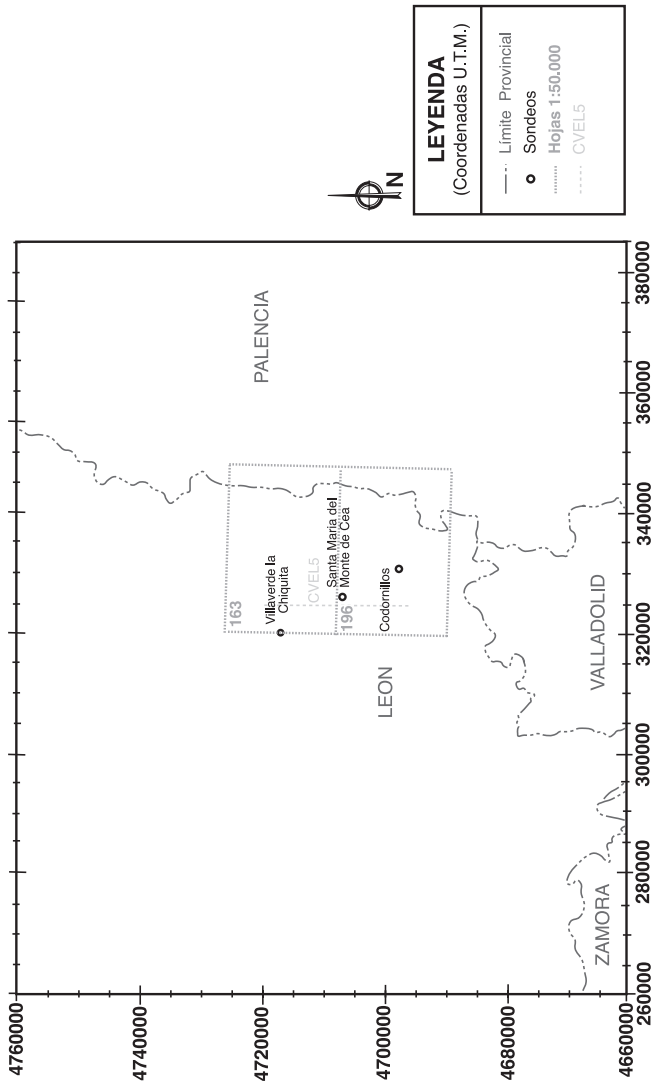 LEYENDA
(Coordenadas U.T.M.)
Límite Provincial
Sondeos
Hojas 1:50.000
CVEL5
N
PALENCIA
163
Villaverde la
Chiquita
CVEL5
Santa Maria del
Monte de Cea
196
Codornillos
LEON
VALLADOLID
ZAMORA
4760000
4740000
4720000
4700000
4680000
4660000
260000
280000
300000
320000
340000
360000
380000